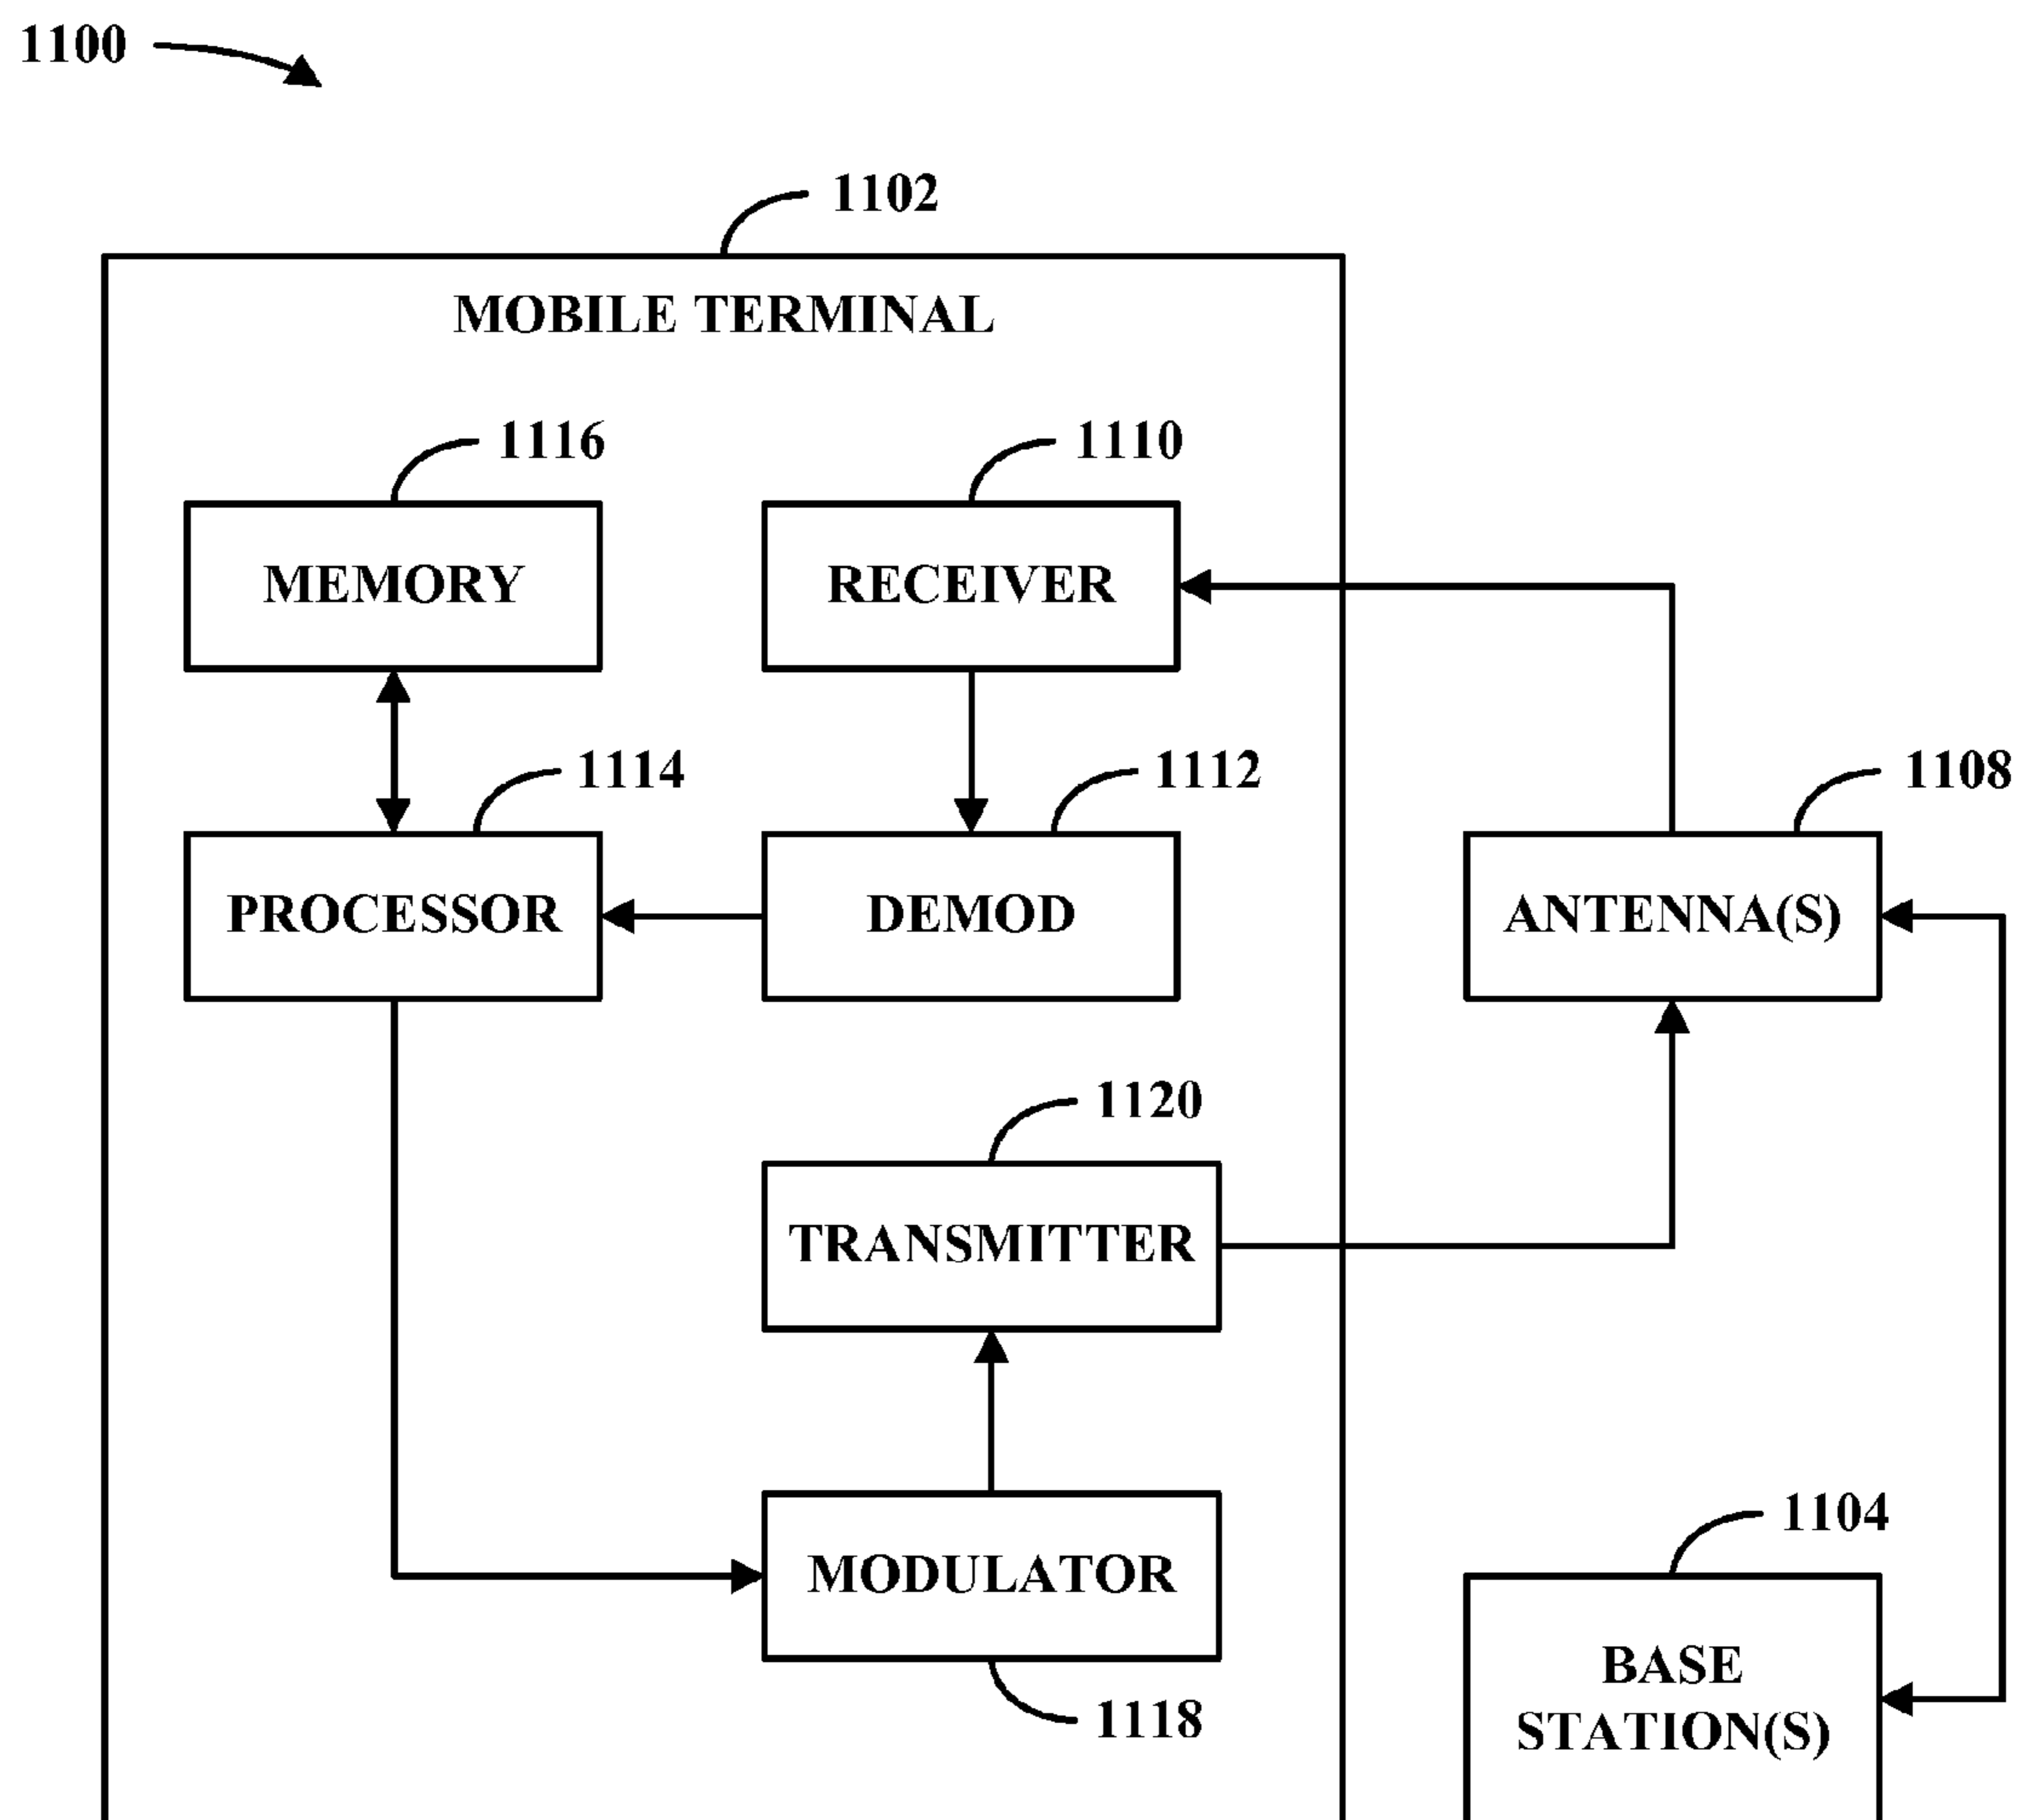 1100
1102
MOBILE TERMINAL
1116
1110
MEMORY
RECEIVER
1114
1112
1108
PROCESSOR
DEMOD
ANTENNA(S)
1120
TRANSMITTER
1104
MODULATOR
BASE
STATION(S)
1118